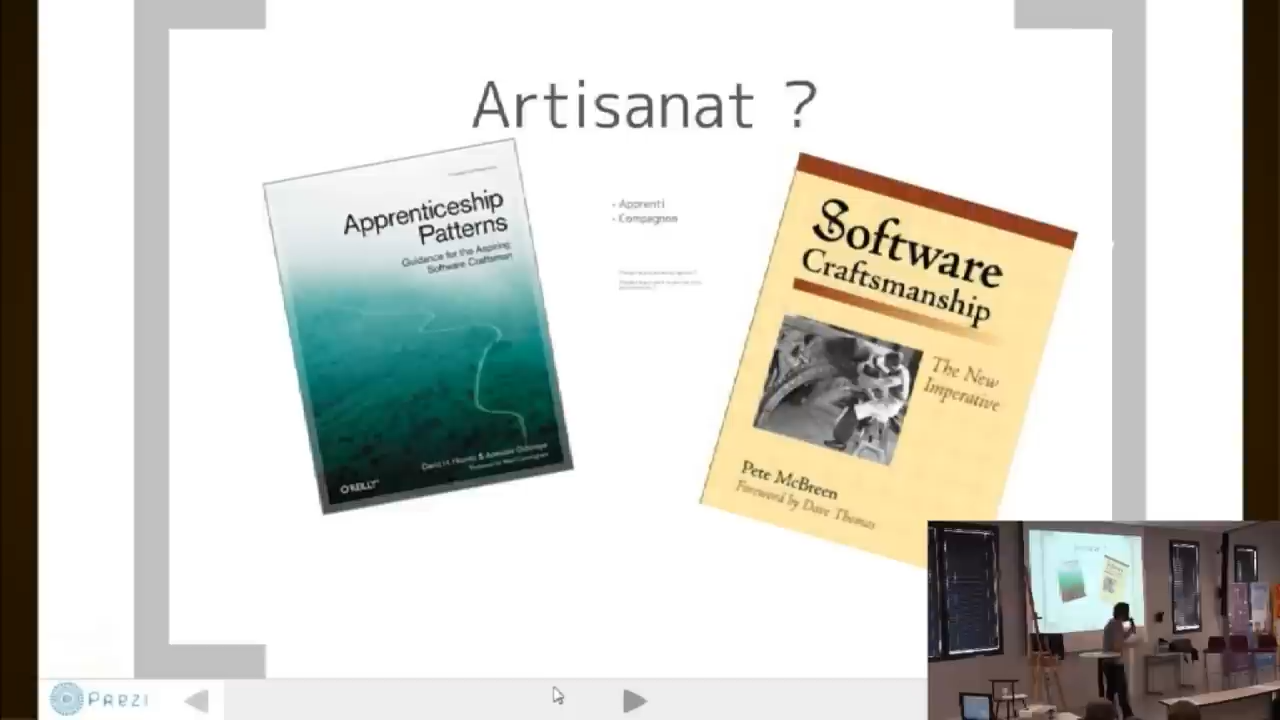 Artisanat ?
Apprenticeship
Patterns
Guidance for the Aspiring
Software Craftsman
O'REILLY
- Apprenti
- Compagnon
Software
Craftsmanship
The New
Imperative
Pete McBreen
Foreword by Dave Thomas
Prezi